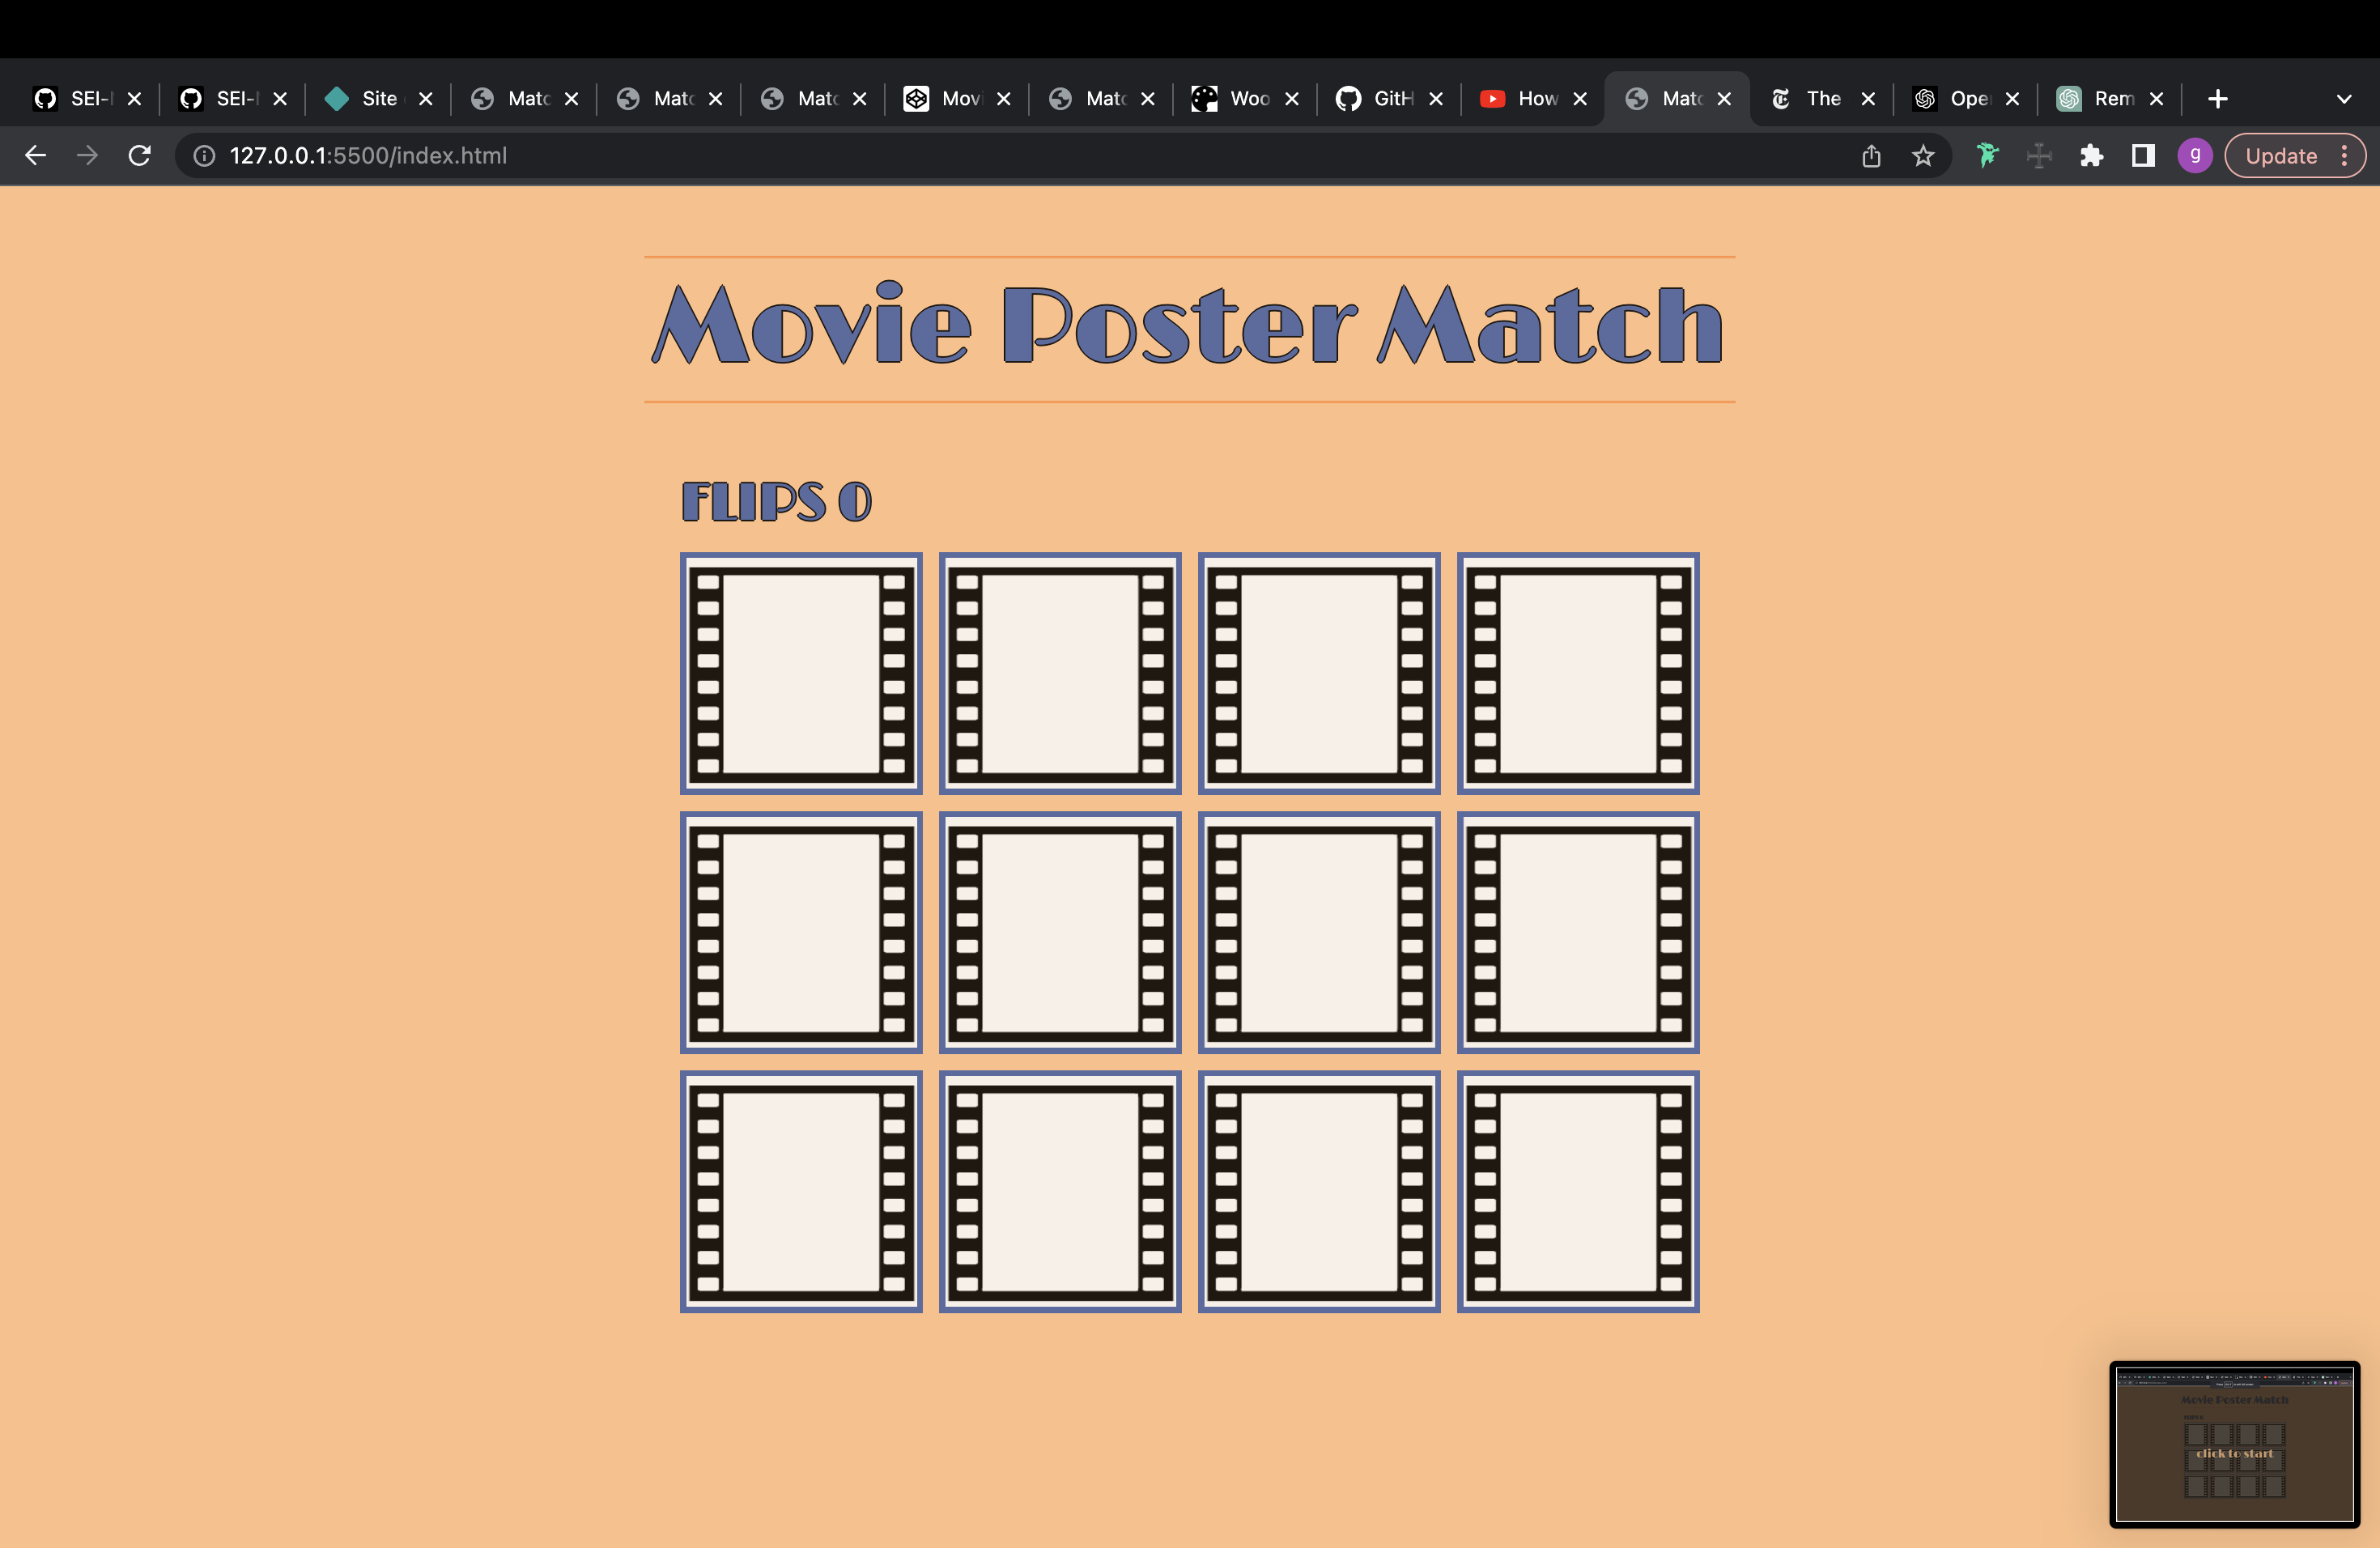 SEI- SEI- Site Matc Matc Matc Movi Matc Woo GitH How Matc The Ope Rem
127.0.0.1:5500/index.html
g
Update
Movie Poster Match
FLIPS 0
Movie Poster Match
click to start